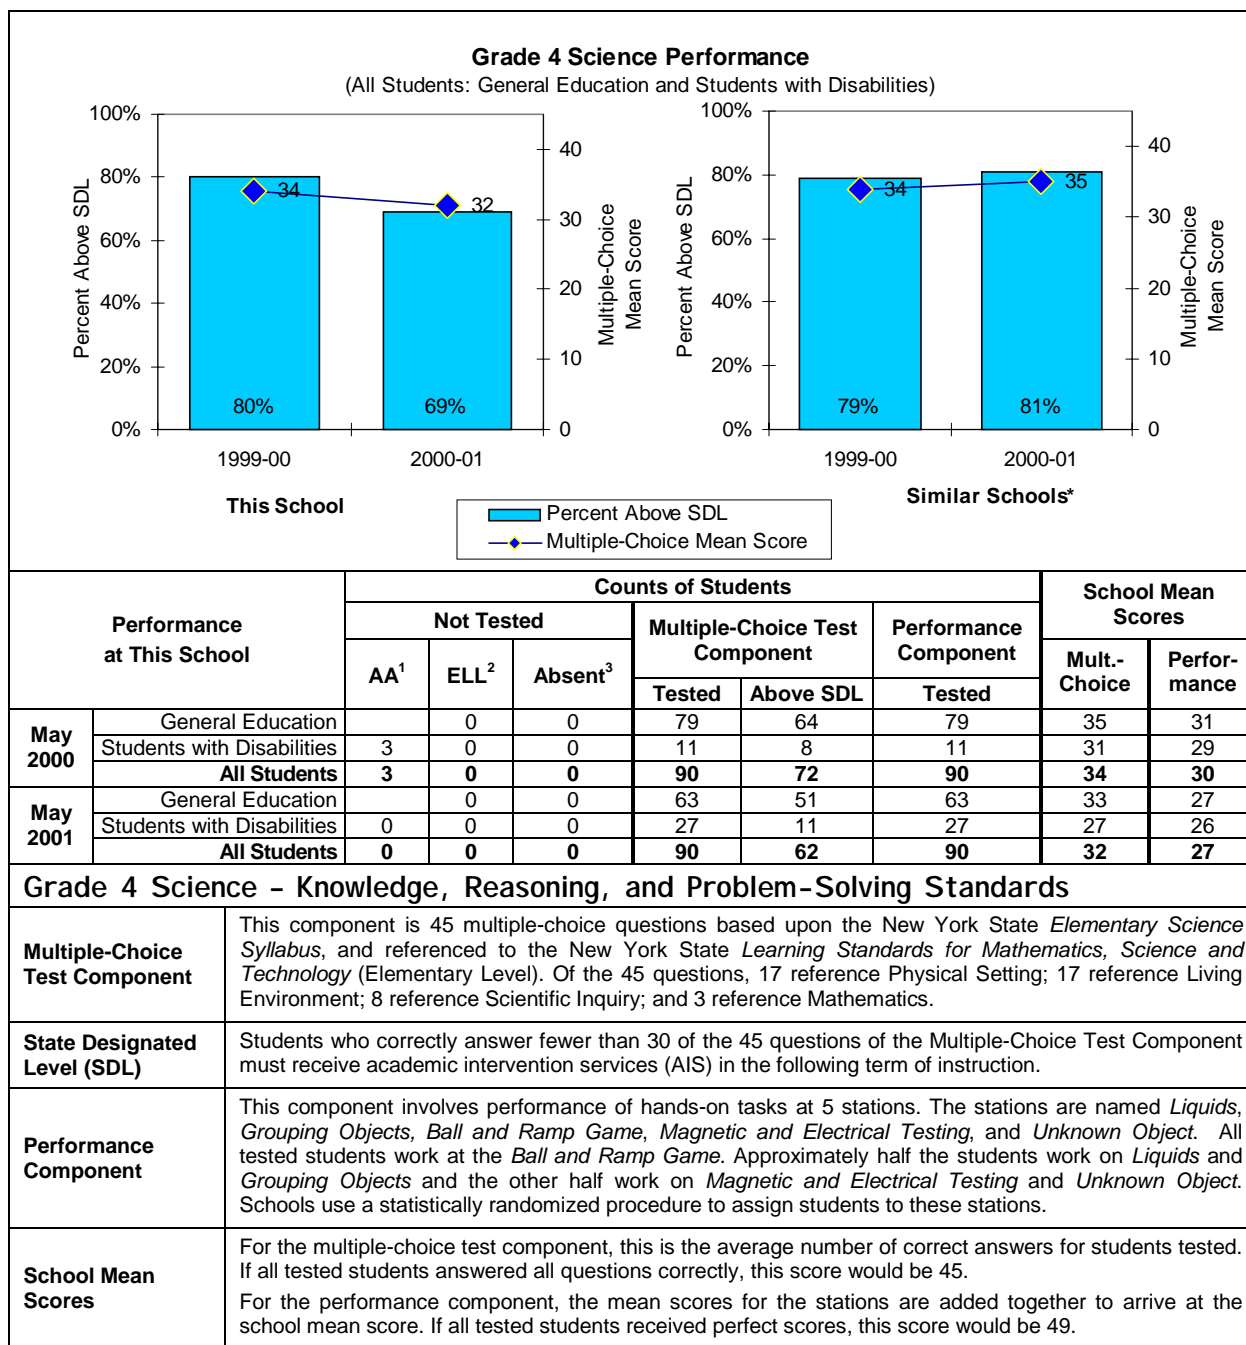 Grade 4 Science Performance
(All Students: General Education and Students with Disabilities)
100%
80%
60%
40%
20%
0%
Percent Above SDL
34
32
80%
69%
1999-00
2000-01
40
30
20
10
0
Multiple-Choice
Mean Score
This School
100%
80%
60%
40%
20%
0%
Percent Above SDL
34
35
79%
81%
1999-00
2000-01
40
30
20
10
0
Multiple-Choice
Mean Score
Similar Schools*
Percent Above SDL
Multiple-Choice Mean Score
Performance
at This School
Counts of Students
School Mean
Scores
Not Tested
Multiple-Choice Test
Component
Performance
Component
AA1
ELL2
Absent3
Tested
Above SDL
Tested
Mult.-
Choice
Perfor-
mance
May
2000
General Education 0 0 79 64 79 35 31
Students with Disabilities 3 0 0 11 8 11 31 29
All Students 3 0 0 90 72 90 34 30
May
2001
General Education 0 0 63 51 63 33 27
Students with Disabilities 0 0 0 27 11 27 27 26
All Students 0 0 0 90 62 90 32 27
Grade 4 Science – Knowledge, Reasoning, and Problem-Solving Standards
Multiple-Choice
Test Component
This component is 45 multiple-choice questions based upon the New York State Elementary Science
Syllabus, and referenced to the New York State Learning Standards for Mathematics, Science and
Technology (Elementary Level). Of the 45 questions, 17 reference Physical Setting; 17 reference Living
Environment; 8 reference Scientific Inquiry; and 3 reference Mathematics.
State Designated
Level (SDL)
Students who correctly answer fewer than 30 of the 45 questions of the Multiple-Choice Test Component
must receive academic intervention services (AIS) in the following term of instruction.
Performance
Component
This component involves performance of hands-on tasks at 5 stations. The stations are named Liquids,
Grouping Objects, Ball and Ramp Game, Magnetic and Electrical Testing, and Unknown Object. All
tested students work at the Ball and Ramp Game. Approximately half the students work on Liquids and
Grouping Objects and the other half work on Magnetic and Electrical Testing and Unknown Object.
Schools use a statistically randomized procedure to assign students to these stations.
School Mean
Scores
For the multiple-choice test component, this is the average number of correct answers for students tested.
If all tested students answered all questions correctly, this score would be 45.
For the performance component, the mean scores for the stations are added together to arrive at the
school mean score. If all tested students received perfect scores, this score would be 49.